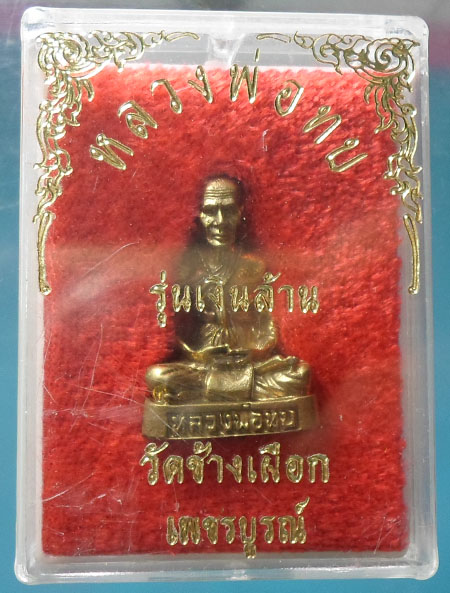 หลวงพ่อทบ
รุ่นเงินล้าน
หลวงพ่อทบ
วัดช้างเผือก
เพชรบูรณ์